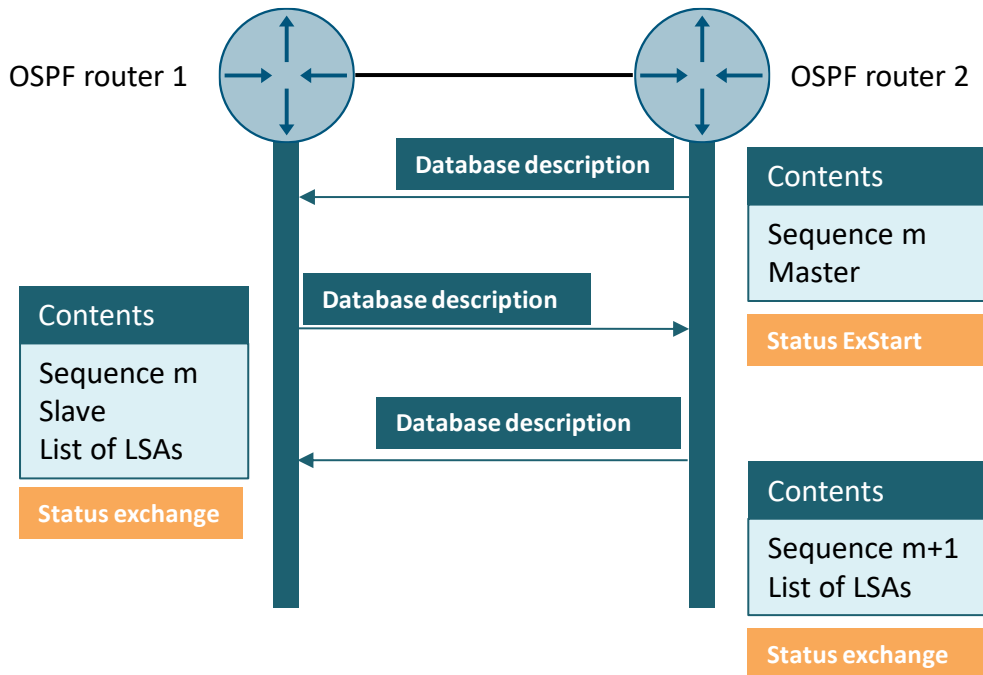 OSPF router 1
OSPF router 2
Database description
Contents
Sequence m
Master
Status ExStart
Database description
Contents
Sequence m
Slave
List of LSAs
Status exchange
Database description
Contents
Sequence m+1
List of LSAs
Status exchange